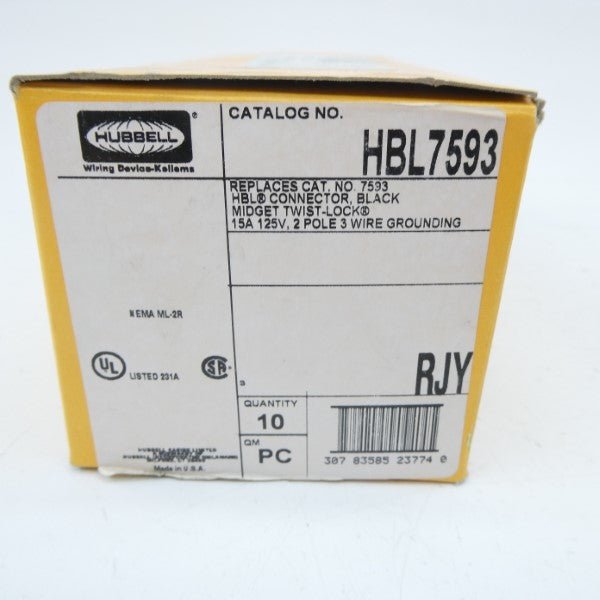 HUBBELL®
Wiring Device-Kellems
CATALOG NO.
HBL7593
REPLACES CAT. NO. 7593
HBL® CONNECTOR, BLACK
MIDGET TWIST-LOCK®
15A 125V, 2 POLE 3 WIRE GROUNDING
NEMA ML-2R
UL
LISTED 231A
SA
3
RJY
QUANTITY
10
QM
PC
307 83585 23774 0
Made in U.S.A.